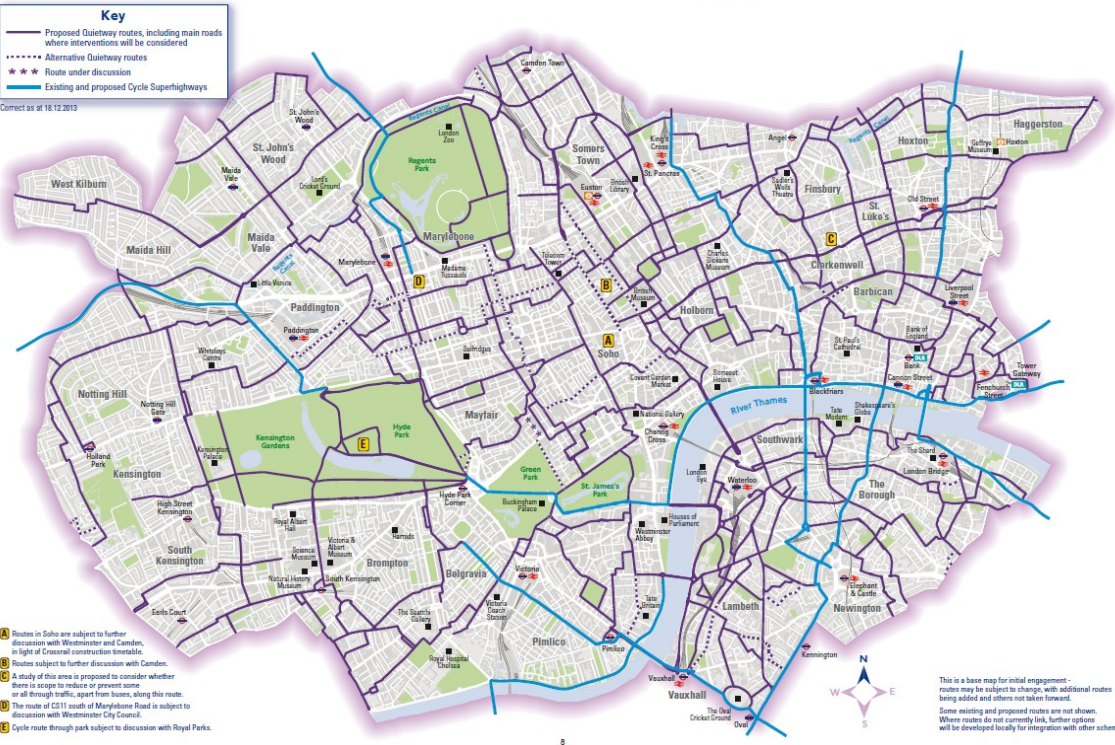 Key
Proposed Quietway routes, including main roads
where interventions will be considered
Alternative Quietway routes
Route under discussion
Existing and proposed Cycle Superhighways
Correct as at 18.12.2013
Camden Town
St. John's
Wood
St. John's
Wood
Regents Canal
London
Zoo
Regents
Park
Somers
Town
King's
Cross
St. Pancras
Angel
Regents Canal
Hoxton
Haggerston
Geffrye
Museum
Hoxton
West Kilburn
Maida
Vale
Lord's
Cricket Ground
Euston
British
Library
Sadler's
Wells
Theatre
Finsbury
St.
Luke's
Old Street
Maida Hill
Maida
Vale
Marylebone
Marylebone
Madame
Tussauds
Telecom
Tower
Charles
Dickens
Museum
C
Clerkenwell
Regents
Canal
Little Venice
D
B
British
Museum
Barbican
Liverpool
Street
Paddington
Paddington
Holborn
Whiteleys
Centre
Selfridges
A
Soho
St. Paul's
Cathedral
Bank of
England
DLR
Bank
Cannon Street
Tower
Gateway
DLR
Fenchurch
Street
Covent Garden
Market
Somerset
House
Blackfriars
Notting Hill
Notting Hill
Gate
Mayfair
National Gallery
Charing
Cross
River Thames
Tate
Modern
Shakespeare's
Globe
Kensington
Gardens
Hyde
Park
E
Southwark
Holland
Park
Kensington
Kensington
Palace
Green
Park
St. James's
Park
London
Eye
Waterloo
The Shard
London Bridge
The
Borough
High Street
Kensington
Hyde Park
Corner
Buckingham
Palace
Royal Albert
Hall
Harrods
Westminster
Abbey
Houses of
Parliament
South
Kensington
Science
Museum
Victoria &
Albert
Museum
Brompton
Natural History
Museum
South Kensington
Belgravia
Victoria
Elephant
& Castle
Newington
Earls Court
The Saatchi
Gallery
Victoria
Coach
Station
Tate
Britain
Lambeth
Pimlico
Pimlico
Kennington
Royal Hospital
Chelsea
Vauxhall
Vauxhall
The Oval
Cricket Ground
Oval
N
W
E
S
A Routes in Soho are subject to further
discussion with Westminster and Camden,
in light of Crossrail construction timetable.
B Routes subject to further discussion with Camden.
C A study of this area is proposed to consider whether
there is scope to reduce or prevent some
or all through traffic, apart from buses, along this route.
D The route of CS11 south of Marylebone Road is subject to
discussion with Westminster City Council.
E Cycle route through park subject to discussion with Royal Parks.
This is a base map for initial engagement -
routes may be subject to change, with additional routes
being added and others not taken forward.
Some existing and proposed routes are not shown.
Where routes do not currently link, further options
will be developed locally for integration with other
8